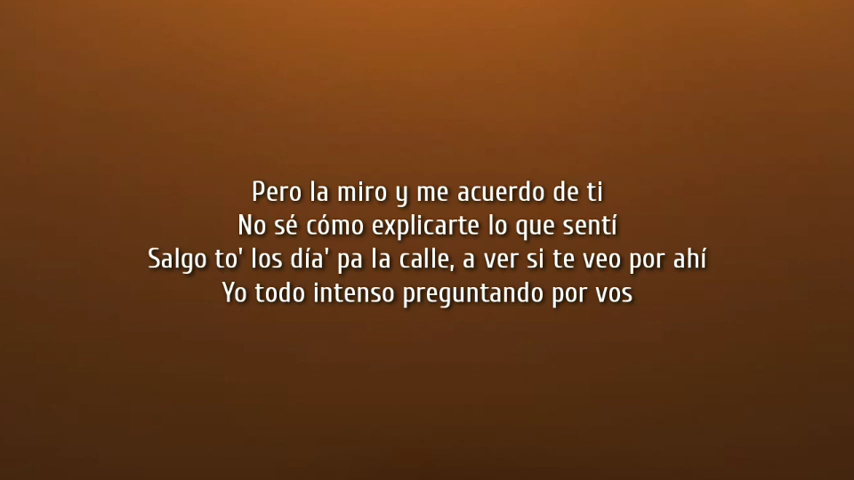 Pero la miro y me acuerdo de ti
No sé cómo explicarte lo que sentí
Salgo to' los día' pa la calle, a ver si te veo por ahí
Yo todo intenso preguntando por vos